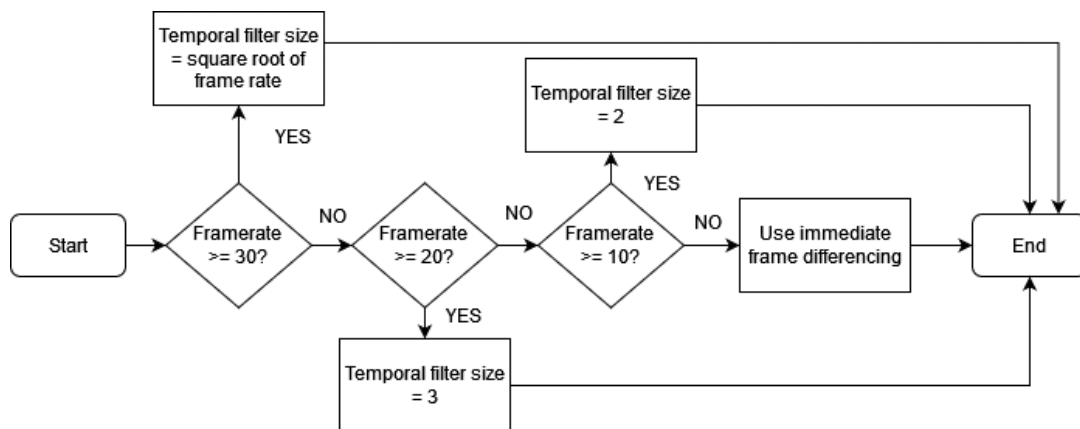 Temporal filter size
= square root of
frame rate
YES
Temporal filter size
= 2
YES
Start
Framerate
>= 30?
NO
Framerate
>= 20?
NO
Framerate
>= 10?
NO
Use immediate
frame differencing
End
YES
Temporal filter size
= 3